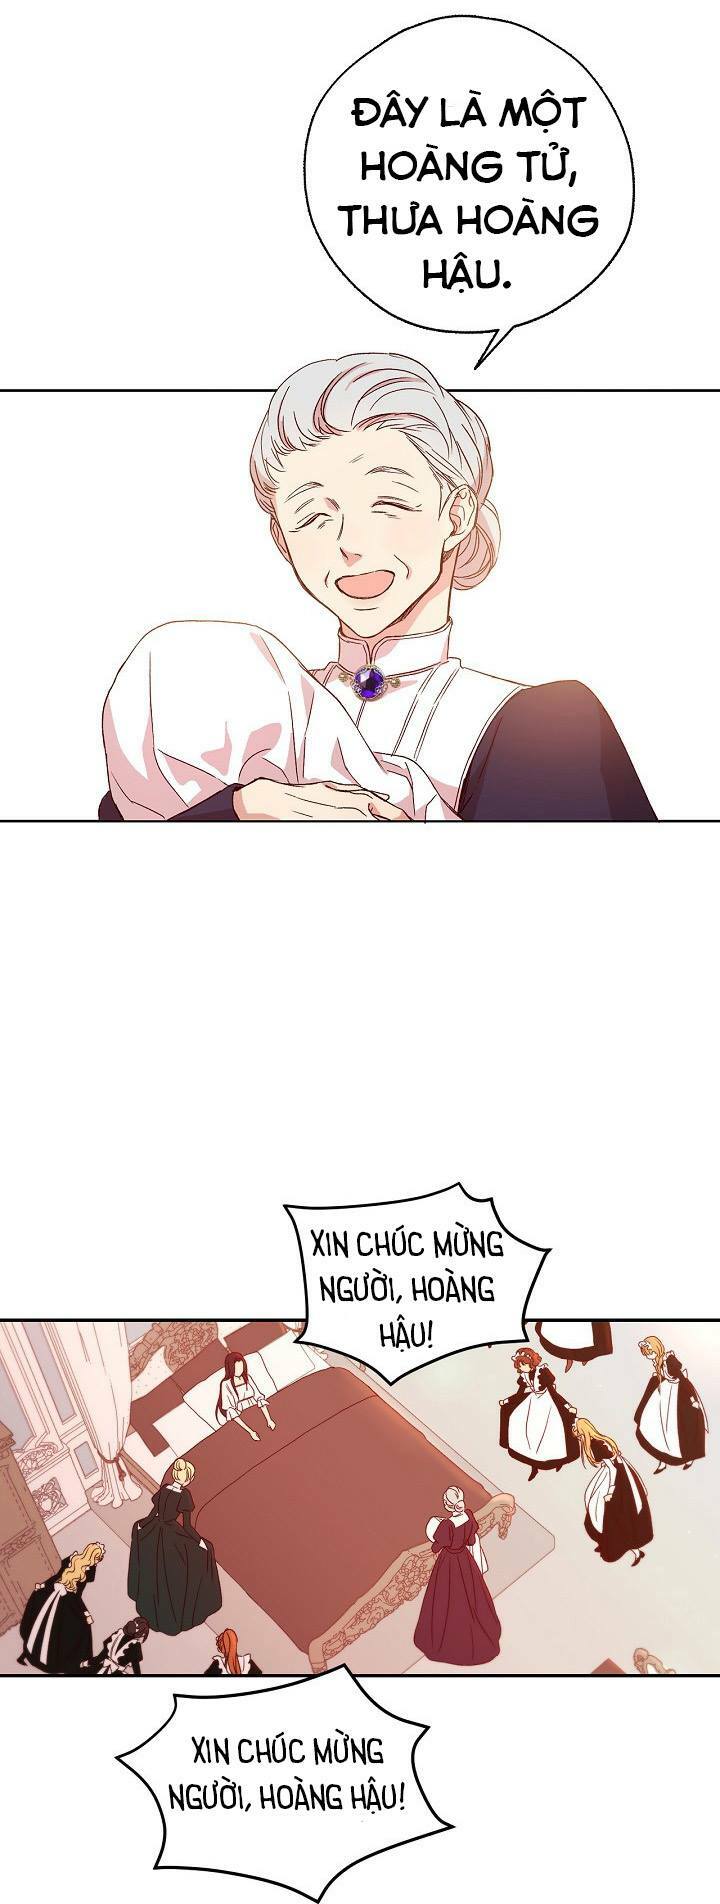 ĐÂY LÀ MỘT
HOÀNG TỬ,
THƯA HOÀNG
HẬU.
XIN CHÚC MỪNG
NGƯỜI, HOÀNG
HẬU!
XIN CHÚC MỪNG
NGƯỜI, HOÀNG HẬU!